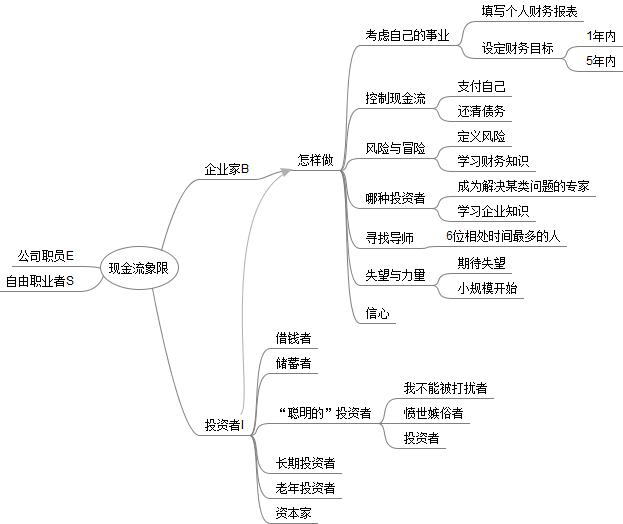 现金流象限
公司职员E
自由职业者S
企业家B
怎样做
考虑自己的事业
填写个人财务报表
设定财务目标
1年内
5年内
控制现金流
支付自己
还清债务
风险与冒险
定义风险
学习财务知识
哪种投资者
成为解决某类问题的专家
学习企业知识
寻找导师
6位相处时间最多的人
失望与力量
期待失望
小规模开始
信心
投资者I
借钱者
储蓄者
“聪明的”投资者
我不能被打扰者
愤世嫉俗者
投资者
长期投资者
老年投资者
资本家